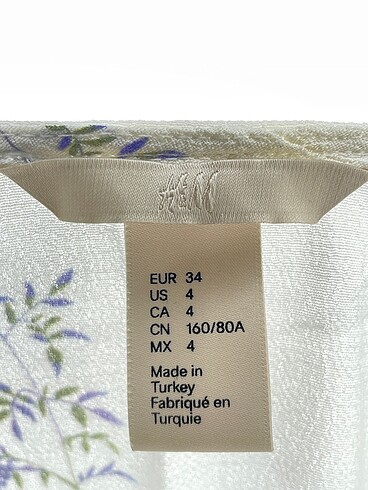 H&M
EUR 34
US 4
CA 4
CN 160/80A
MX 4
Made in
Turkey
Fabriqué en
Turquie